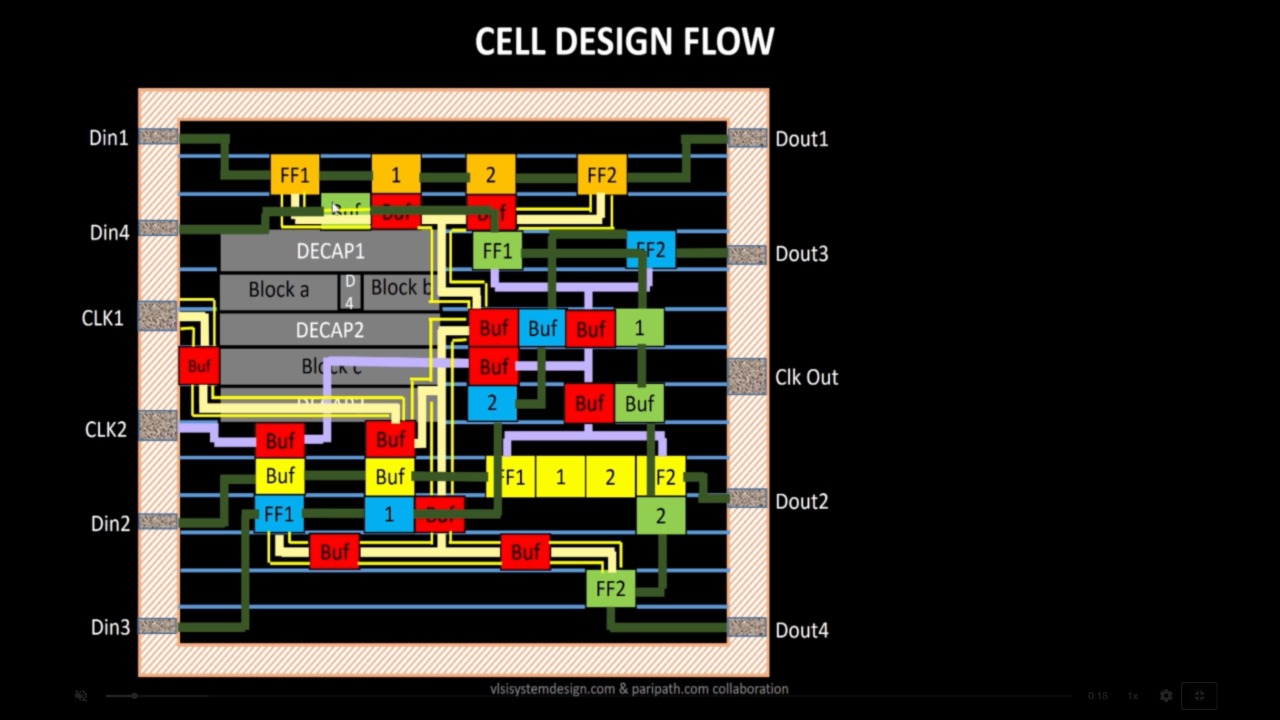 CELL DESIGN FLOW
Din1
FF1
1
2
FF2
Dout1
Buf
Buf
Buf
Din4
DECAP1
FF1
FF2
Dout3
Block a
D
4
Block b
CLK1
DECAP2
Buf
Buf
Buf
1
Buf
Block c
Buf
Clk Out
2
Buf
Buf
CLK2
Buf
Buf
Buf
Buf
FF1
1
2
F2
Dout2
Din2
FF1
1
Buf
2
Buf
Buf
FF2
Din3
Dout4
vlsisystemdesign.com & paripath.com collaboration
0:18
1x